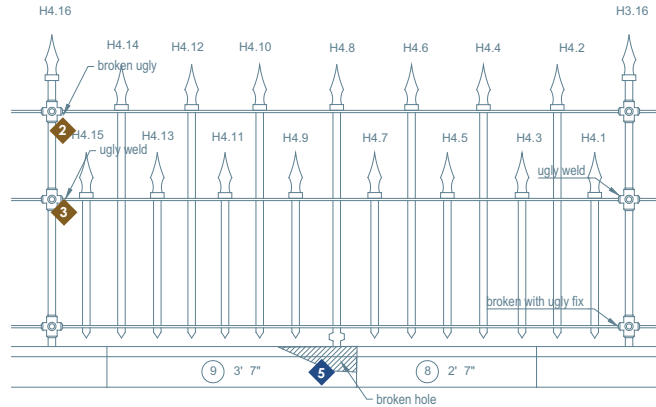 H4.16
H3.16
H4.14
H4.12
H4.10
H4.8
H4.6
H4.4
H4.2
broken ugly
2
H4.15
H4.13
H4.11
H4.9
H4.7
H4.5
H4.3
H4.1
ugly weld
ugly weld
3
broken with ugly fix
9 3' 7"
5
8 2' 7"
broken hole